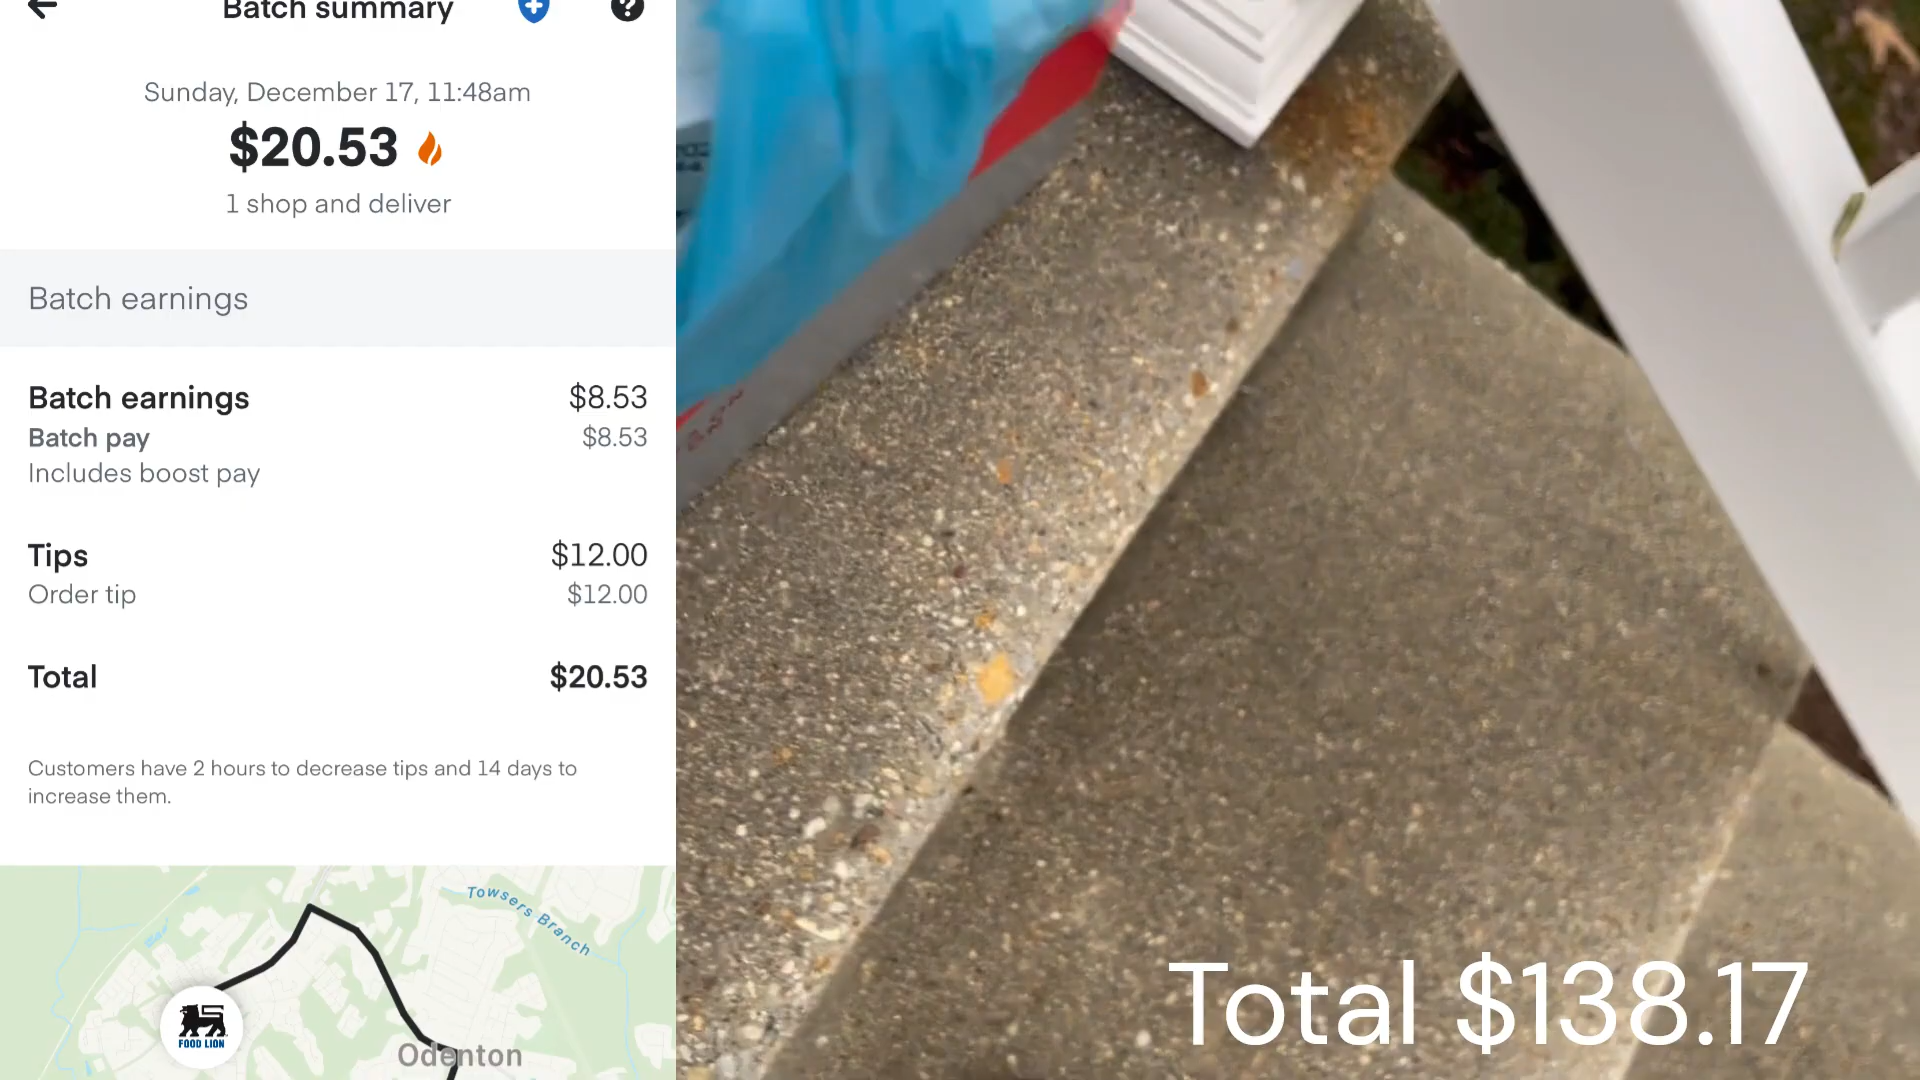 Batch summary
Sunday, December 17, 11:48am
$20.53
1 shop and deliver
Batch earnings
Batch earnings $8.53
Batch pay $8.53
Includes boost pay
Tips $12.00
Order tip $12.00
Total $20.53
Customers have 2 hours to decrease tips and 14 days to
increase them.
Towsers Branch
FOOD LION
Odenton
Total $138.17